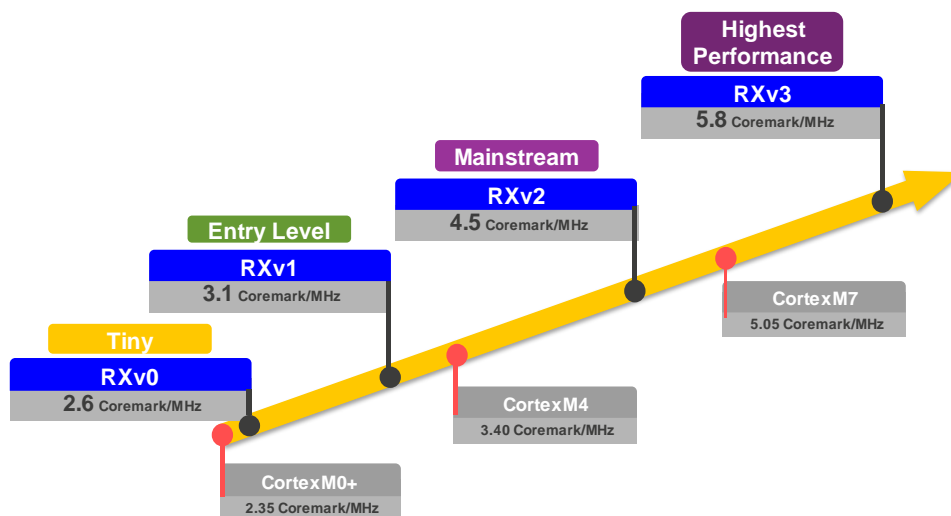 Highest
Performance
RXv3
5.8 Coremark/MHz
Mainstream
RXv2
4.5 Coremark/MHz
Entry Level
RXv1
3.1 Coremark/MHz
CortexM7
5.05 Coremark/MHz
Tiny
RXv0
2.6 Coremark/MHz
CortexM4
3.40 Coremark/MHz
CortexM0+
2.35 Coremark/MHz